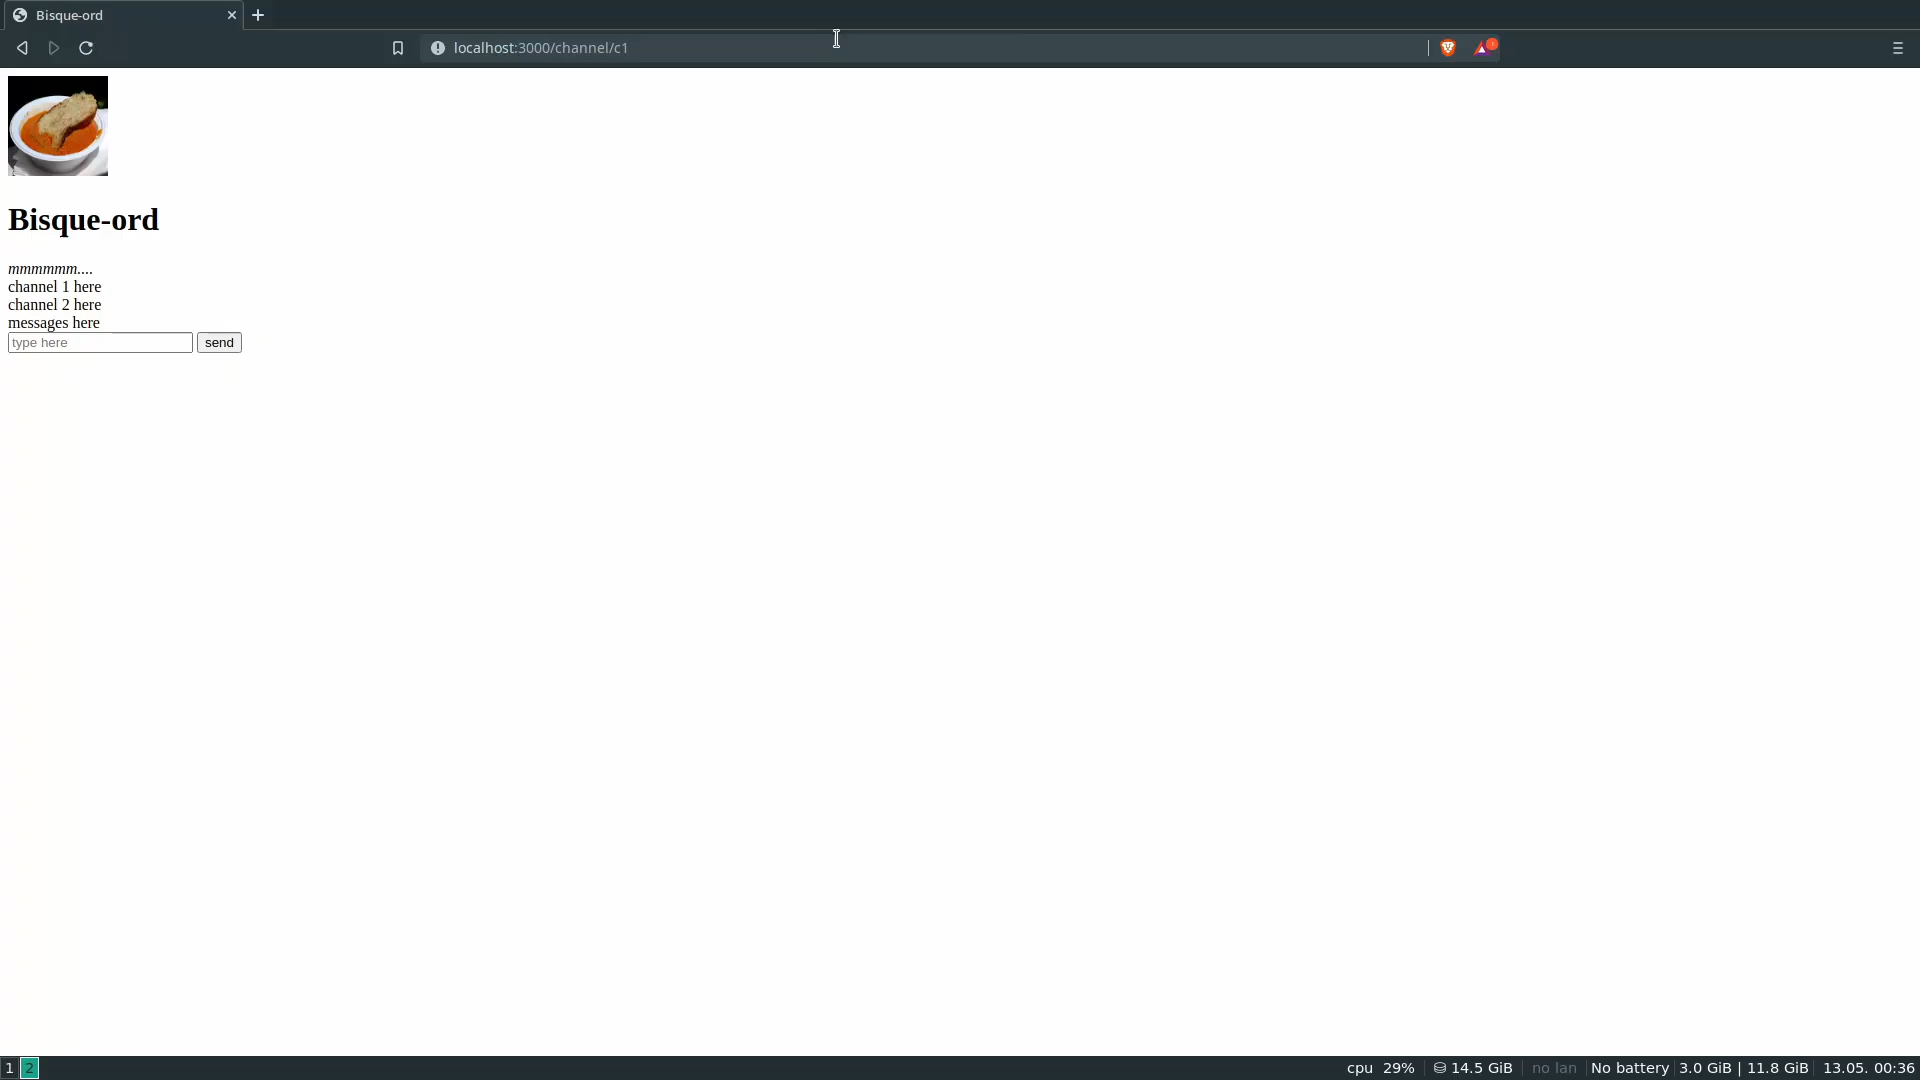 Bisque-ord
localhost:3000/channel/c1
Bisque-ord
mmmmmm....
channel 1 here
channel 2 here
messages here
type here send
1 2 cpu 29% 14.5 GiB no lan No battery 3.0 GiB | 11.8 GiB 13.05. 00:36